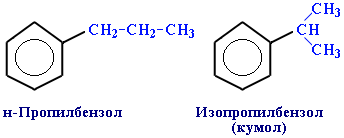 CH2-CH2-CH3
CH3
CH
CH3
н-Пропилбензол
Изопропилбензол
(кумол)